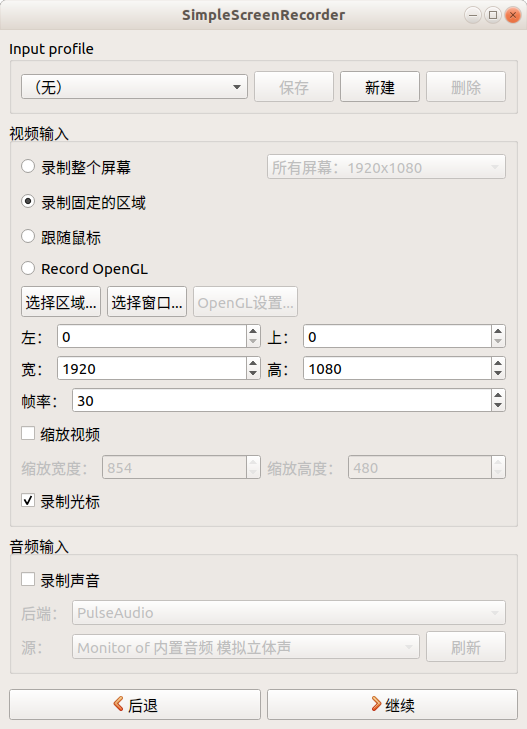 SimpleScreenRecorder
Input profile
（无） 保存 新建 删除
视频输入
录制整个屏幕 所有屏幕：1920x1080
录制固定的区域
跟随鼠标
Record OpenGL
选择区域... 选择窗口... OpenGL设置...
左： 0 上： 0
宽： 1920 高： 1080
帧率： 30
缩放视频
缩放宽度： 854 缩放高度： 480
录制光标
音频输入
录制声音
后端： PulseAudio
源： Monitor of 内置音频 模拟立体声 刷新
后退 继续